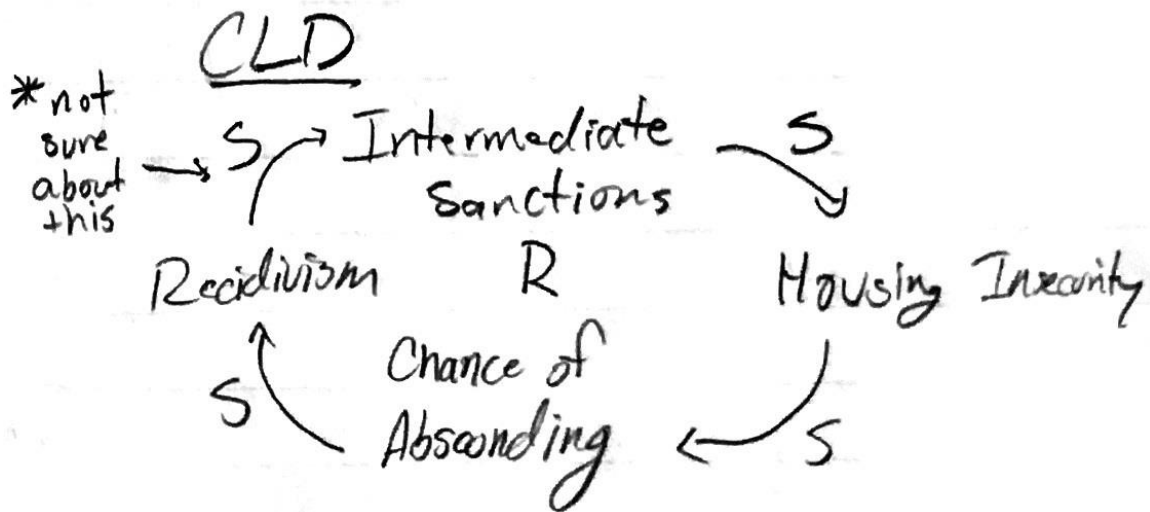 CLD
*not
sure
about
this
S
Intermediate
Sanctions
S
Recidivism
R
Housing Insecurity
Chance of
Absconding
S
S